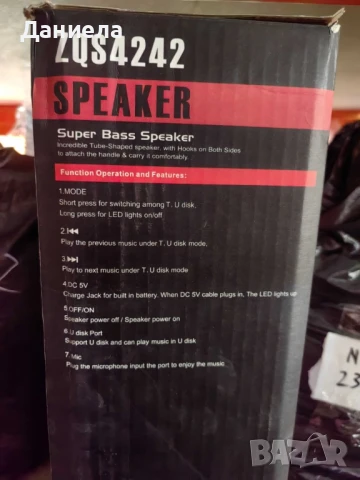 Даниела
ZQS4242
SPEAKER
Super Bass Speaker
Incredible Tube-Shaped speaker, with Hooks on Both Sides
to attach the handle & carry it comfortably.
Function Operation and Features:
1.MODE
Short press for switching among T. U disk.
Long press for LED lights on/off
2.|◀◀
Play the previous music under T. U disk mode.
3.▶▶|
Play to next music under T. U disk mode
4.DC 5V
Charge Jack for built in battery. When DC 5V cable plugs in, The LED lights up
5.OFF/ON
Speaker power off / Speaker power on
6.U disk Port
Support U disk and can play music in U disk
7.Mic
Plug the microphone input the port to enjoy the music
N
23
BAZAR